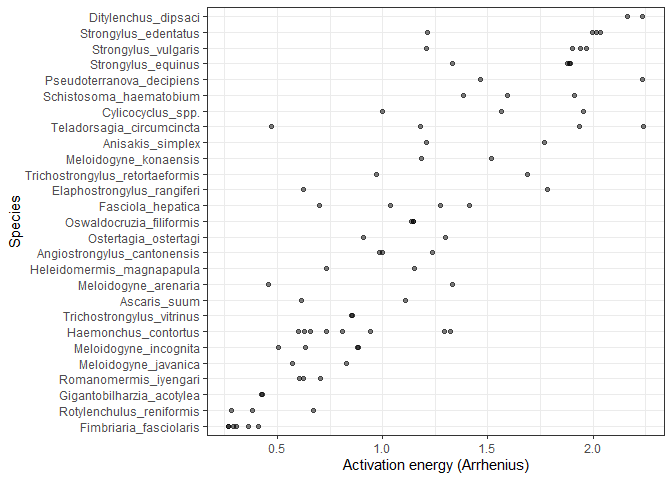 Ditylenchus_dipsaci
Strongylus_edentatus
Strongylus_vulgaris
Strongylus_equinus
Pseudoterranova_decipiens
Schistosoma_haematobium
Cylicocyclus_spp.
Teladorsagia_circumcincta
Anisakis_simplex
Meloidogyne_konaensis
Trichostrongylus_retortaeformis
Elaphostrongylus_rangiferi
Fasciola_hepatica
Oswaldocruzia_filiformis
Ostertagia_ostertagi
Angiostrongylus_cantonensis
Heleidomermis_magnapapula
Meloidogyne_arenaria
Ascaris_suum
Trichostrongylus_vitrinus
Haemonchus_contortus
Meloidogyne_incognita
Meloidogyne_javanica
Romanomermis_iyengari
Gigantobilharzia_acotylea
Rotylenchulus_reniformis
Fimbriaria_fasciolaris
Species
0.5 1.0 1.5 2.0
Activation energy (Arrhenius)